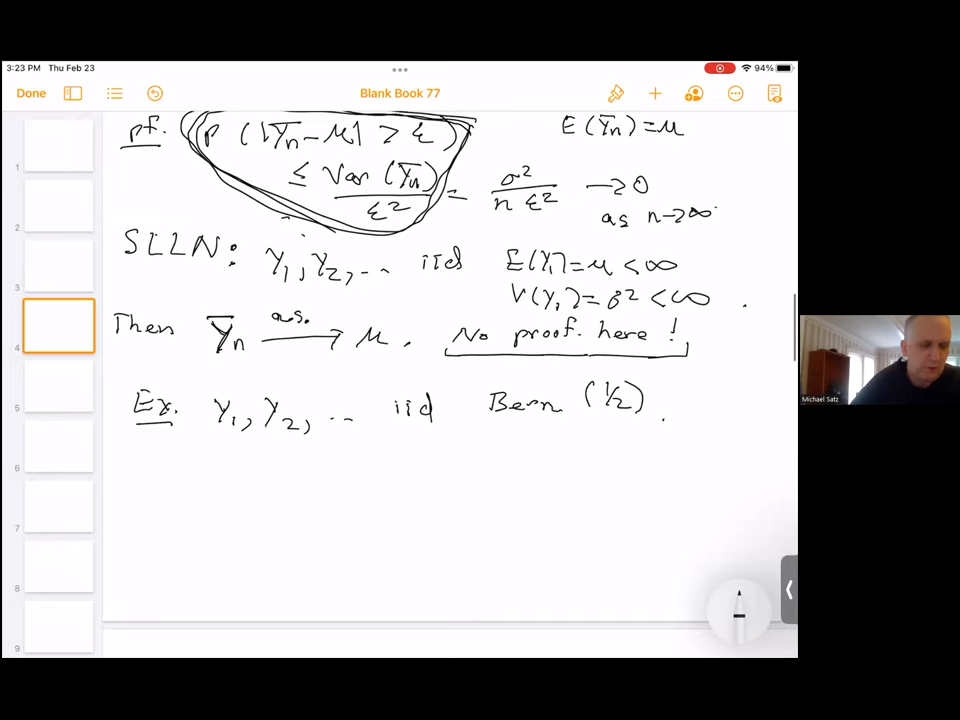 3:23 PM Thu Feb 23
94%
Done
Blank Book 77
pf. P (|Ȳn - μ| > ε) E (Ȳn) = μ
≤ Var (Ȳn) / ε² = σ² / n ε² → 0
as n→∞
SLLN: Y₁, Y₂, ... iid E(Y₁) = μ < ∞
V(Y₁) = σ² < ∞ .
Then Ȳn a.s. → μ . No proof here !
Ex. Y₁, Y₂, ... iid Bern (1/2) .
1
2
3
4
5
6
7
8
9
Michael Satz